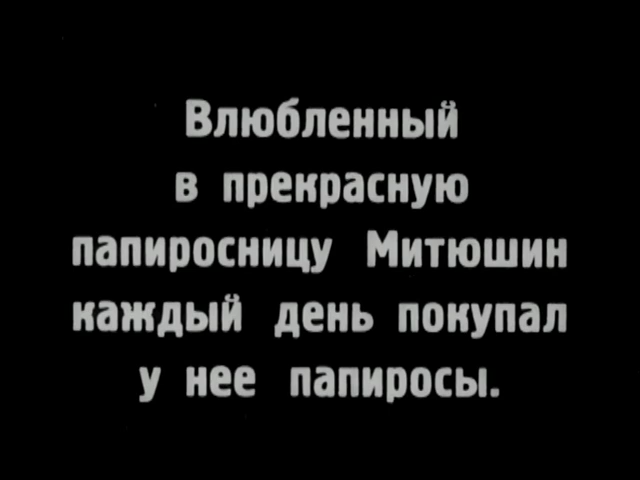 Влюбленный
в прекрасную
папиросницу Митюшин
каждый день покупал
у нее папиросы.